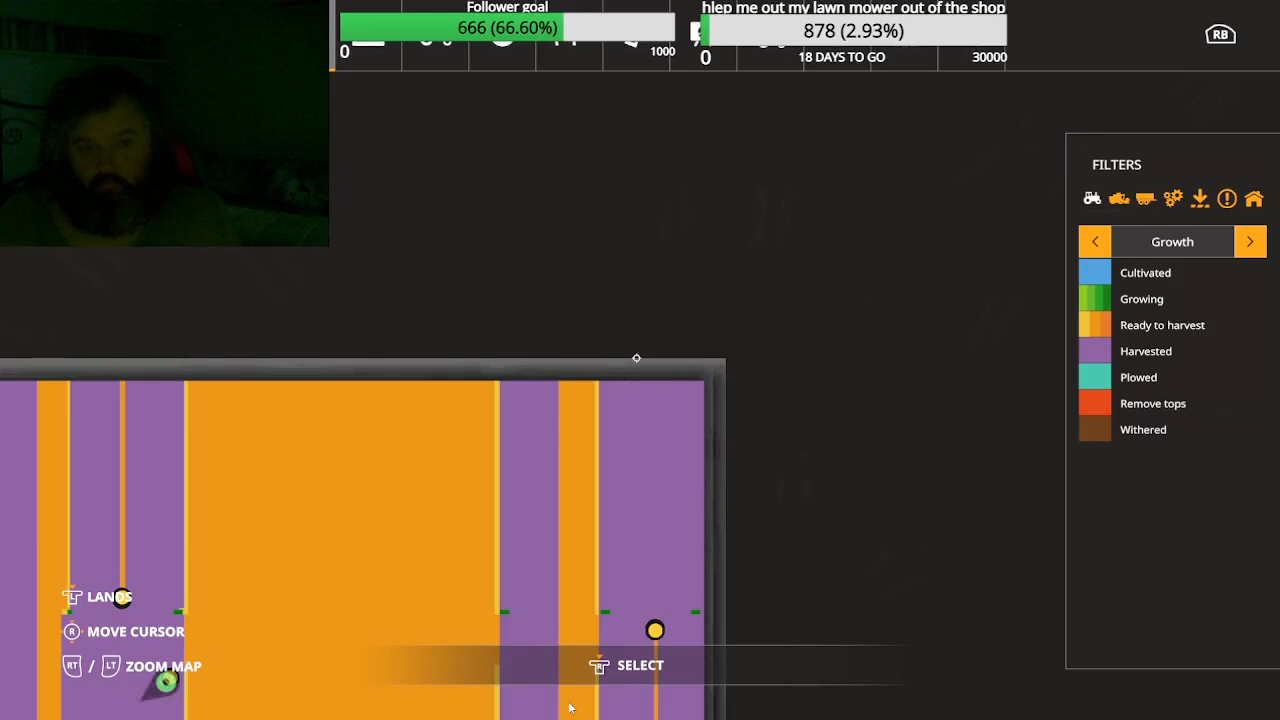 Follower goal
666 (66.60%)
0
1000
hlep me out my lawn mower out of the shop
878 (2.93%)
0
18 DAYS TO GO
30000
RB
FILTERS
Growth
Cultivated
Growing
Ready to harvest
Harvested
Plowed
Remove tops
Withered
L LANDS
R MOVE CURSOR
RT / LT ZOOM MAP
R SELECT